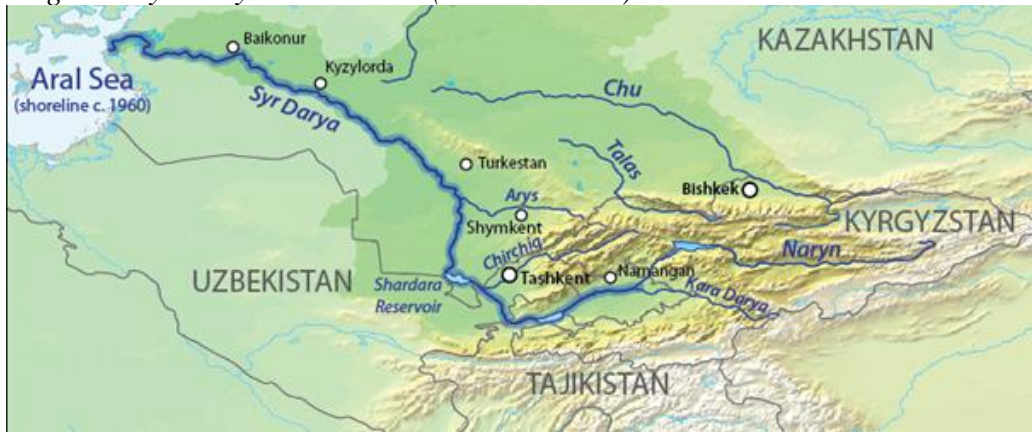 KAZAKHSTAN
Baikonur
Kyzylorda
Aral Sea
(shoreline c. 1960)
Syr Darya
Chu
Talas
Turkestan
Bishkek
Arys
Shymkent
KYRGYZSTAN
Chirchig
Naryn
UZBEKISTAN
Shardara
Reservoir
Tashkent
Namangan
Kara Darya
TAJIKISTAN